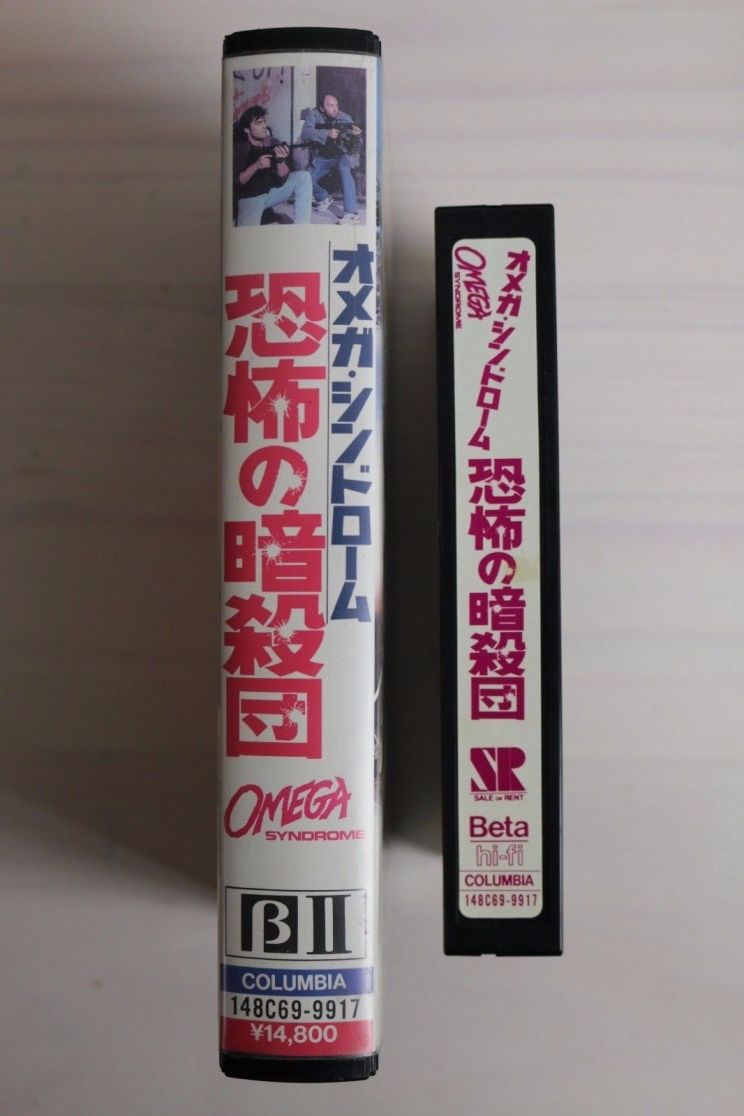 オメガ・シンドローム
恐怖の暗殺団
OMEGA
SYNDROME
β II
COLUMBIA
148C69-9917
¥14,800
オメガ・シンドローム
OMEGA
SYNDROME
恐怖の暗殺団
SR
SALE or RENT
Beta
hi-fi
COLUMBIA
148C69-9917